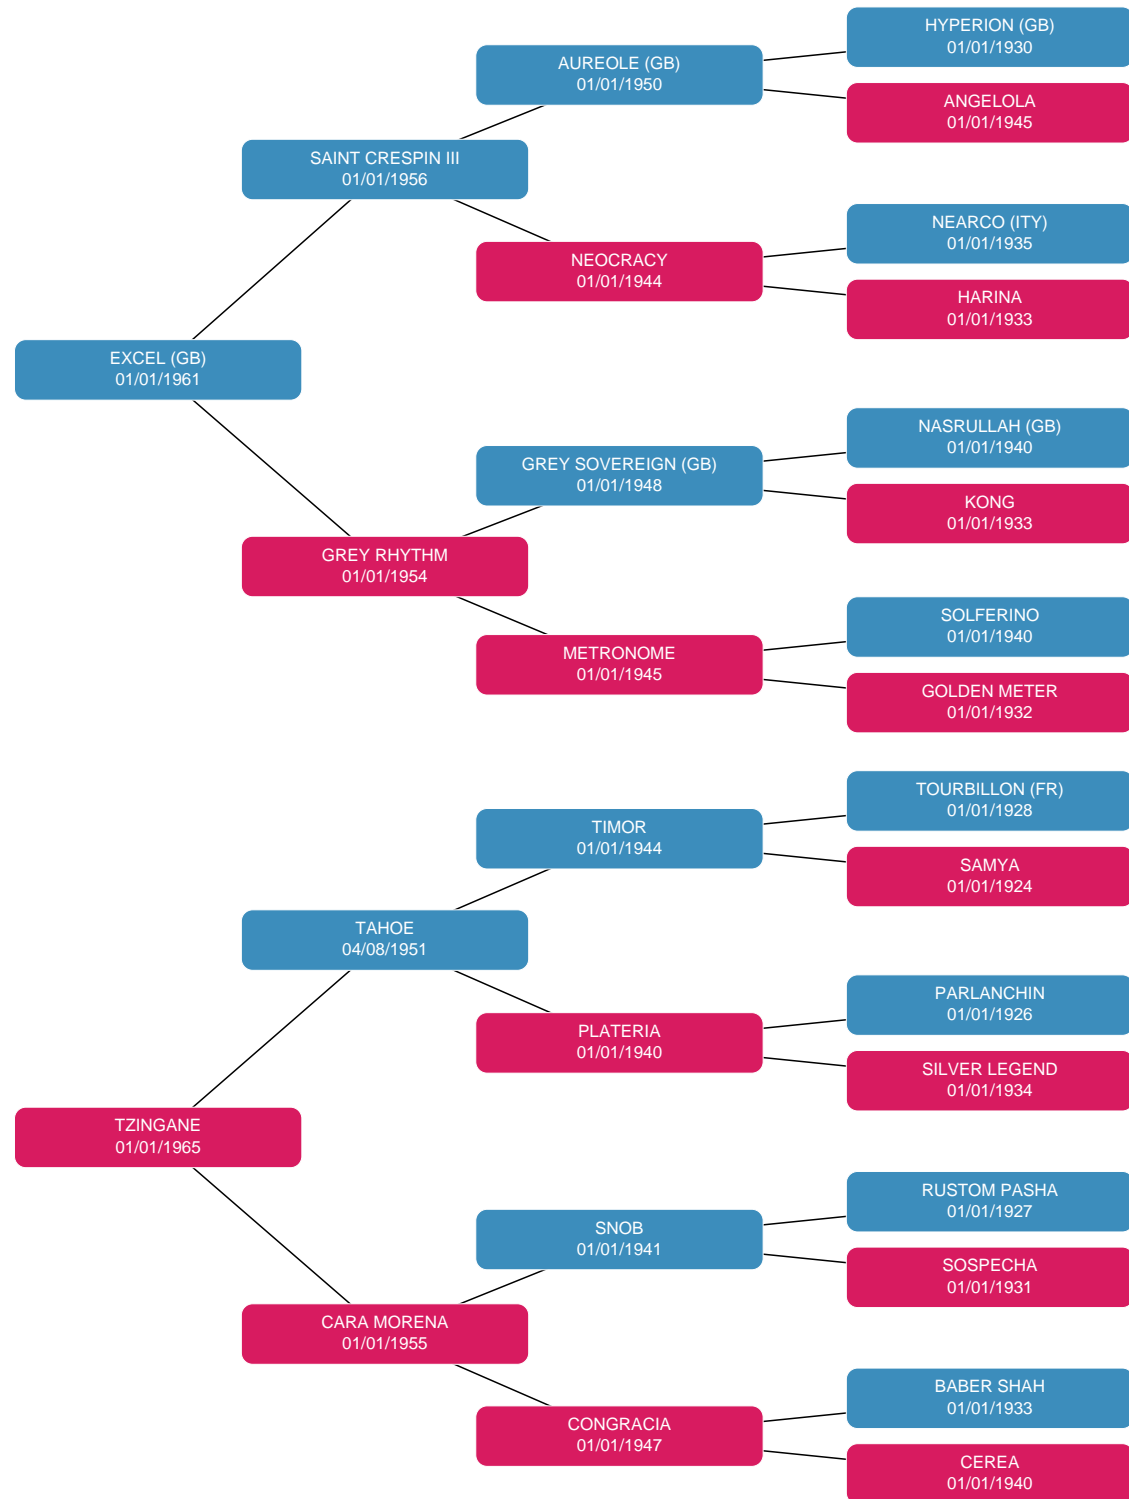 HYPERION (GB)
01/01/1930
AUREOLE (GB)
01/01/1950
ANGELOLA
01/01/1945
SAINT CRESPIN III
01/01/1956
NEARCO (ITY)
01/01/1935
NEOCRACY
01/01/1944
HARINA
01/01/1933
EXCEL (GB)
01/01/1961
NASRULLAH (GB)
01/01/1940
GREY SOVEREIGN (GB)
01/01/1948
KONG
01/01/1933
GREY RHYTHM
01/01/1954
SOLFERINO
01/01/1940
METRONOME
01/01/1945
GOLDEN METER
01/01/1932
TOURBILLON (FR)
01/01/1928
TIMOR
01/01/1944
SAMYA
01/01/1924
TAHOE
04/08/1951
PARLANCHIN
01/01/1926
PLATERIA
01/01/1940
SILVER LEGEND
01/01/1934
TZINGANE
01/01/1965
RUSTOM PASHA
01/01/1927
SNOB
01/01/1941
SOSPECHA
01/01/1931
CARA MORENA
01/01/1955
BABER SHAH
01/01/1933
CONGRACIA
01/01/1947
CEREA
01/01/1940